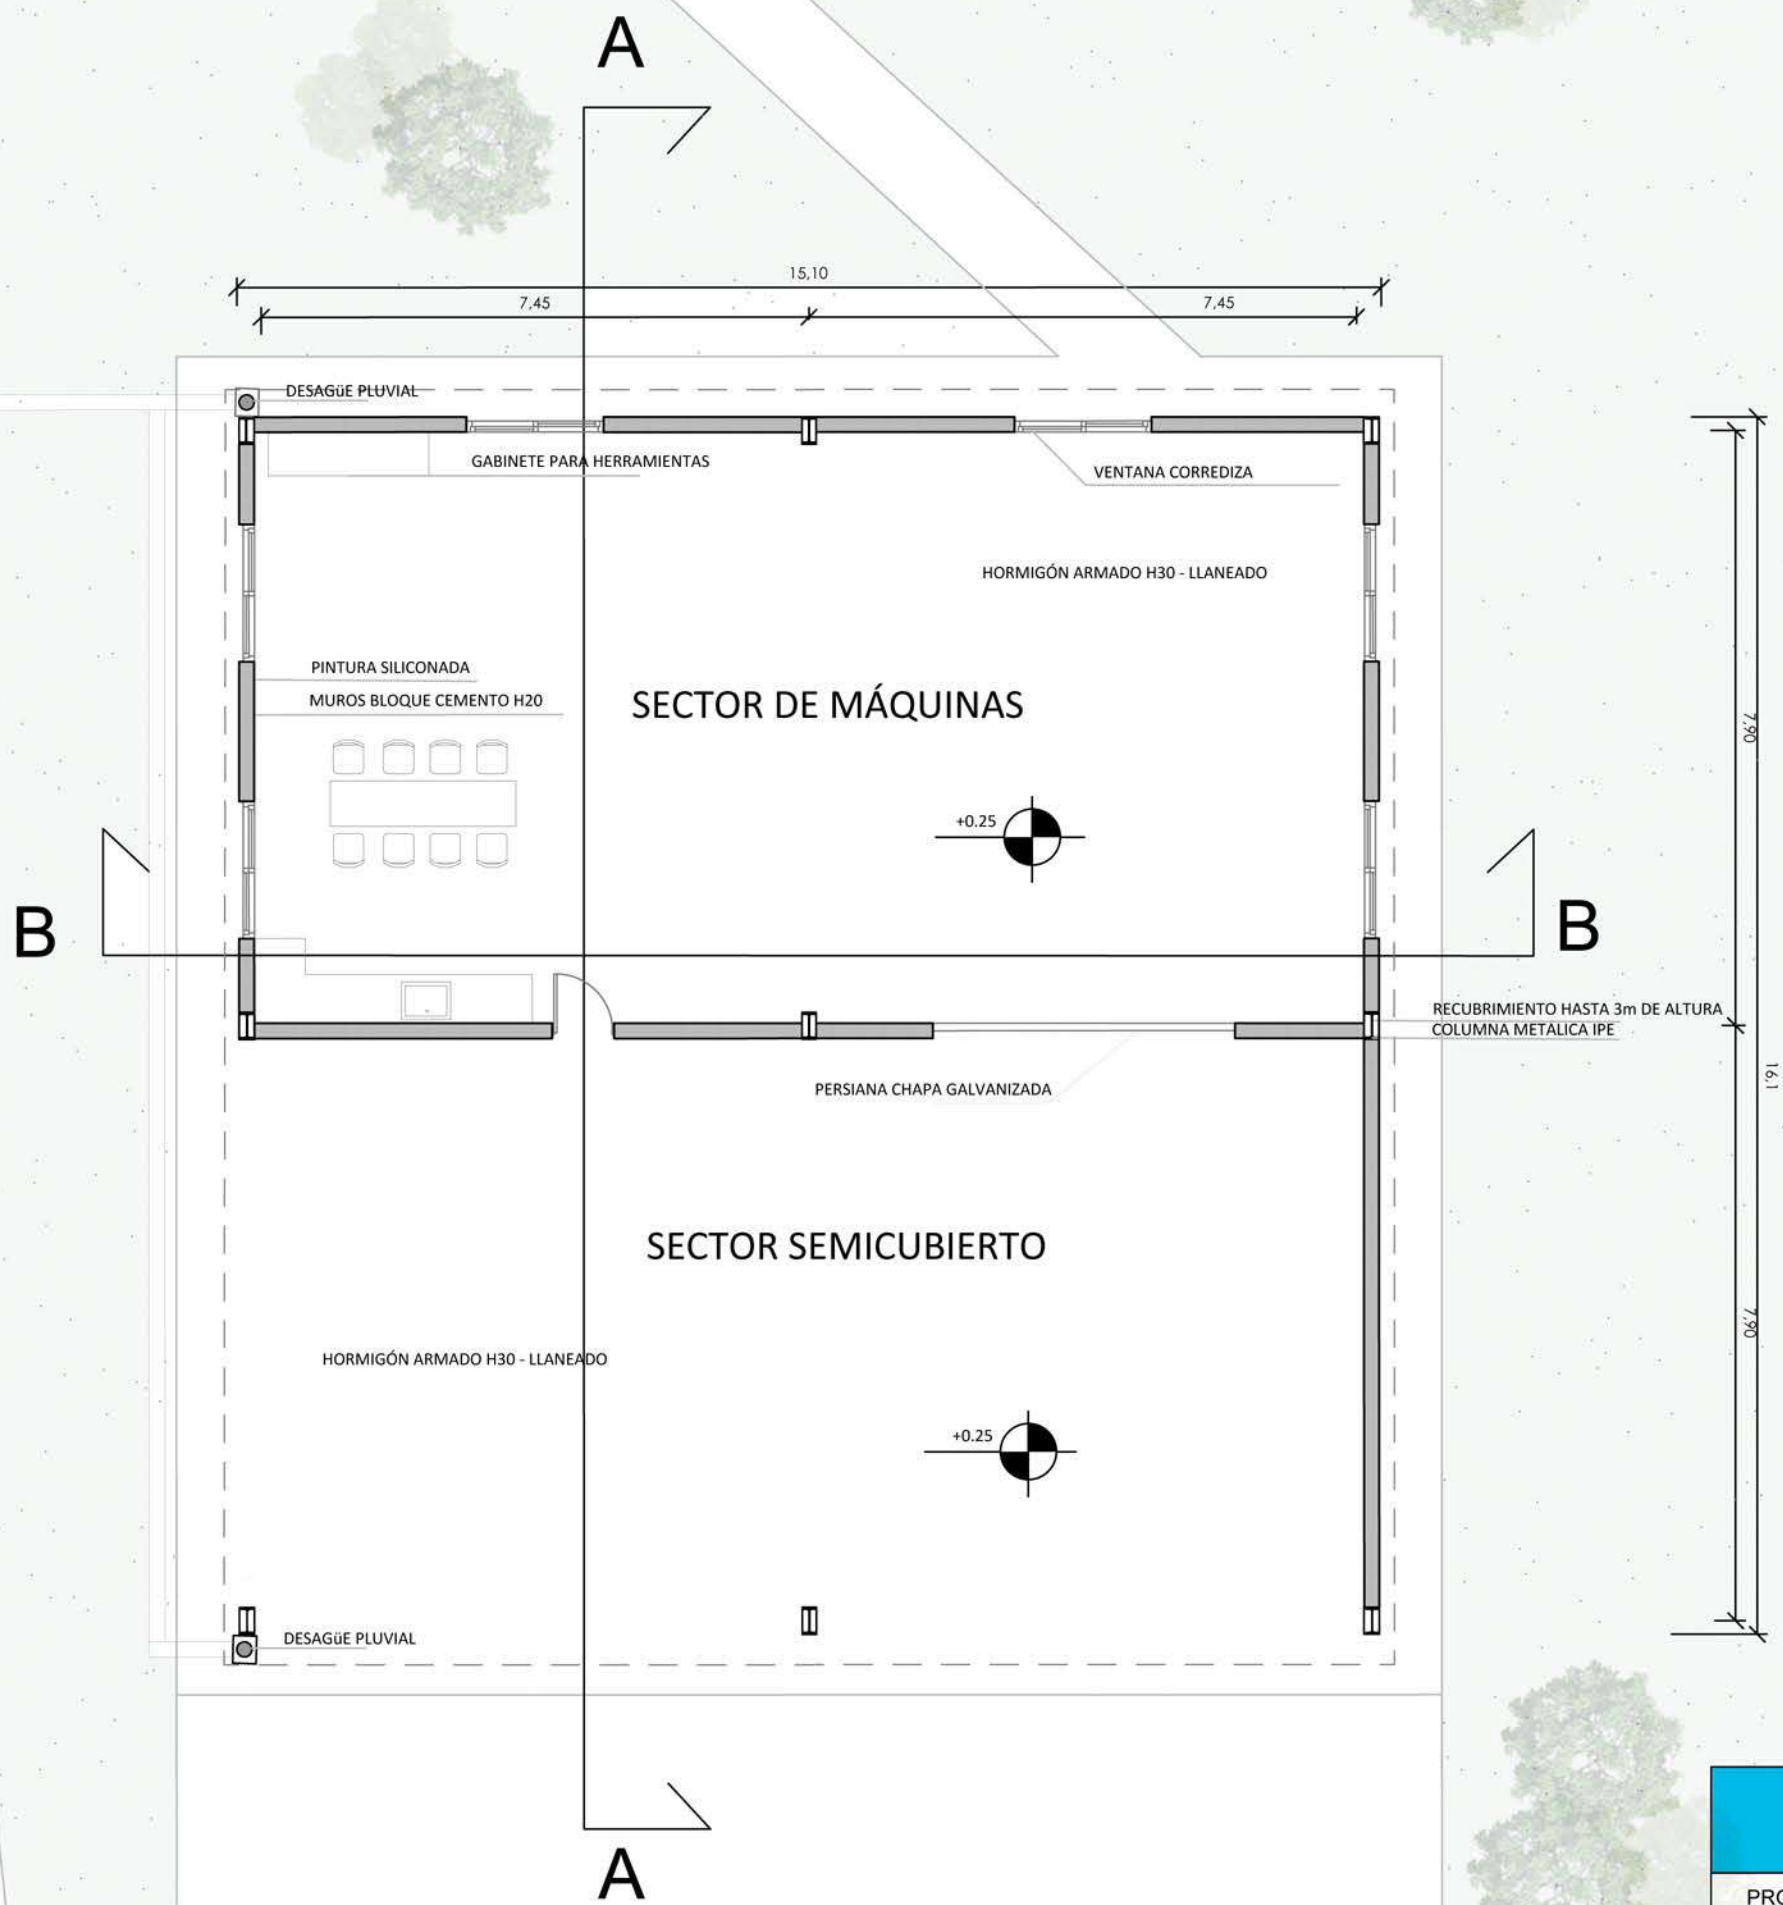 A
15,10
7,45
7,45
DESAGüE PLUVIAL
GABINETE PARA HERRAMIENTAS
VENTANA CORREDIZA
HORMIGÓN ARMADO H30 - LLANEADO
PINTURA SILICONADA
MUROS BLOQUE CEMENTO H20
SECTOR DE MÁQUINAS
7,90
+0.25
B
B
RECUBRIMIENTO HASTA 3m DE ALTURA
COLUMNA METALICA IPE
16,1
PERSIANA CHAPA GALVANIZADA
SECTOR SEMICUBIERTO
7,90
HORMIGÓN ARMADO H30 - LLANEADO
+0.25
DESAGüE PLUVIAL
A
PRO